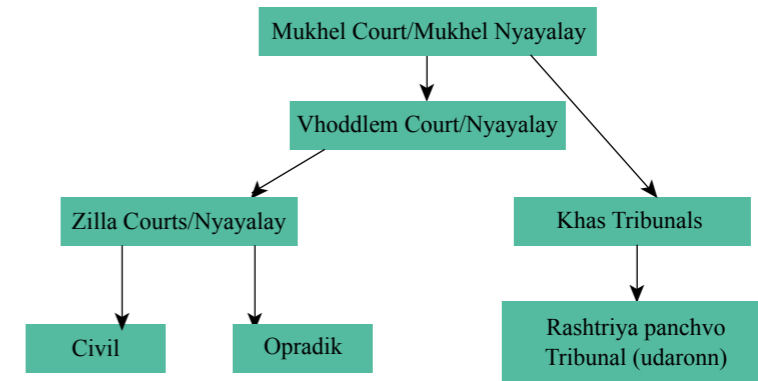 Mukhel Court/Mukhel Nyayalay
Vhoddlem Court/Nyayalay
Zilla Courts/Nyayalay
Khas Tribunals
Civil
Opradik
Rashtriya panchvo
Tribunal (udaronn)